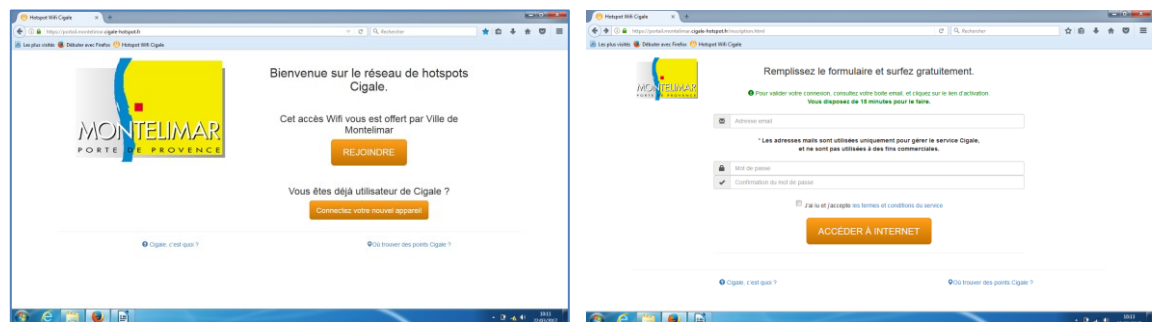 Hotspot Wifi Cigale
https://portail-montelimar.cigale-hotspot.fr
Rechercher
Les plus visités
Débuter avec Firefox
Hotspot Wifi Cigale
MONTELIMAR
PORTE DE PROVENCE
Bienvenue sur le réseau de hotspots
Cigale.
Cet accès Wifi vous est offert par Ville de
Montelimar
REJOINDRE
Vous êtes déjà utilisateur de Cigale ?
Connectez votre nouvel appareil
Cigale, c'est quoi ?
Où trouver des points Cigale ?
10:13
Hotspot Wifi Cigale
https://portail-montelimar.cigale-hotspot.fr/inscription.html
Rechercher
Les plus visités
Débuter avec Firefox
Hotspot Wifi Cigale
MONTELIMAR
PORTE DE PROVENCE
Remplissez le formulaire et surfez gratuitement.
Pour valider votre connexion, consultez votre boite email, et cliquez sur le lien d'activation.
Vous disposez de 15 minutes pour le faire.
Adresse email
* Les adresses mails sont utilisées uniquement pour gérer le service Cigale,
et ne sont pas utilisées à des fins commerciales.
Mot de passe
Confirmation du mot de passe
J'ai lu et j'accepte les termes et conditions du service
ACCÉDER À INTERNET
Cigale, c'est quoi ?
Où trouver des points Cigale ?
10:13